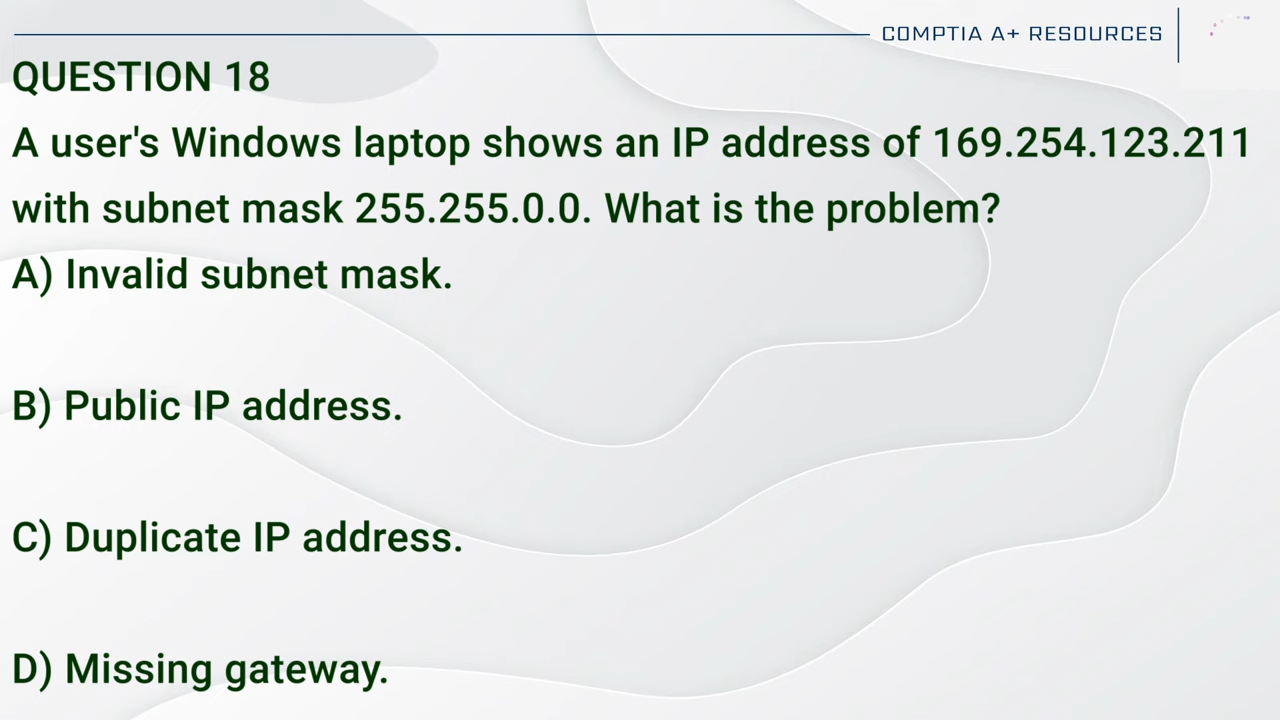 COMPTIA A+ RESOURCES
QUESTION 18
A user's Windows laptop shows an IP address of 169.254.123.211
with subnet mask 255.255.0.0. What is the problem?
A) Invalid subnet mask.
B) Public IP address.
C) Duplicate IP address.
D) Missing gateway.